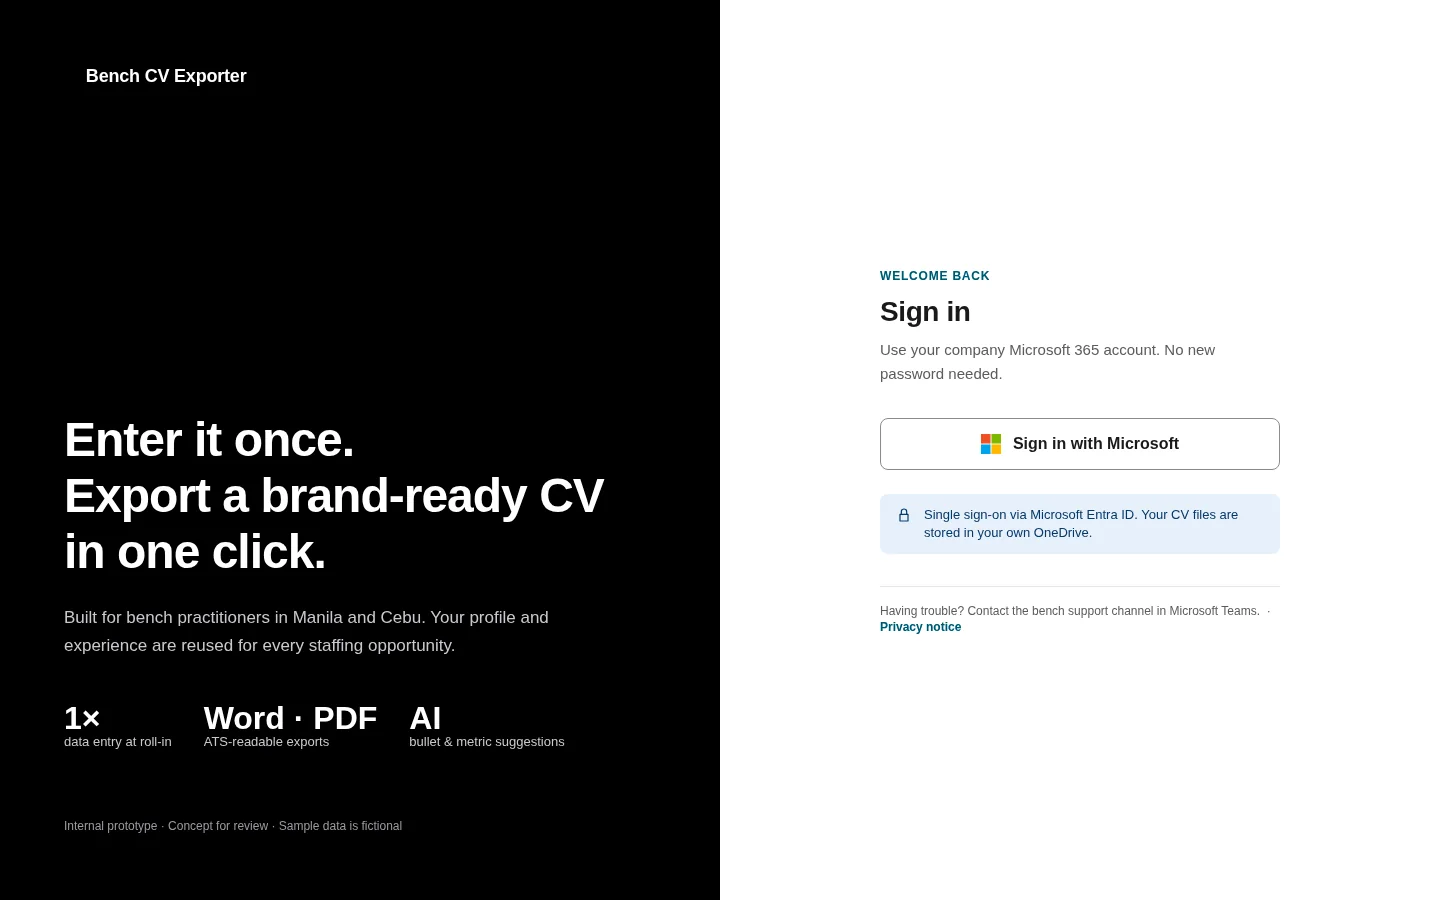 Bench CV Exporter
Enter it once.
Export a brand-ready CV
in one click.
Built for bench practitioners in Manila and Cebu. Your profile and
experience are reused for every staffing opportunity.
1×
data entry at roll-in
Word · PDF
ATS-readable exports
AI
bullet & metric suggestions
Internal prototype · Concept for review · Sample data is fictional
WELCOME BACK
Sign in
Use your company Microsoft 365 account. No new
password needed.
Sign in with Microsoft
Single sign-on via Microsoft Entra ID. Your CV files are
stored in your own OneDrive.
Having trouble? Contact the bench support channel in Microsoft Teams. ·
Privacy notice